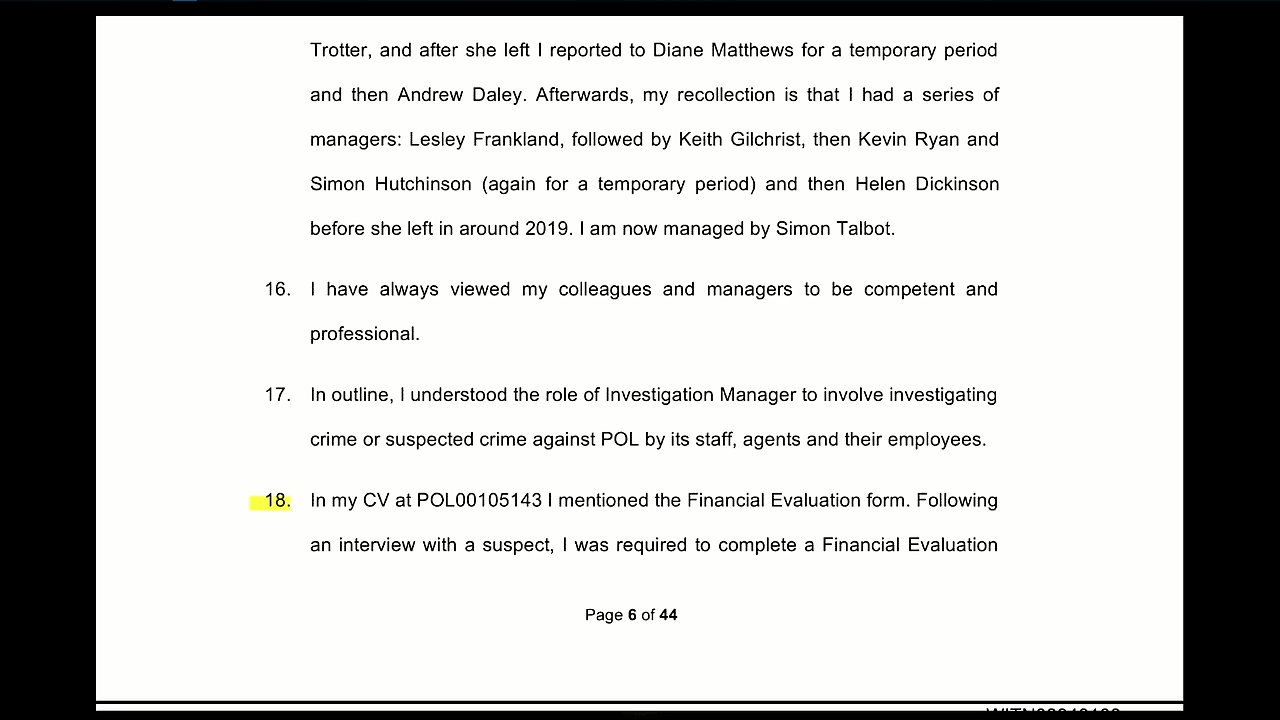 Trotter, and after she left I reported to Diane Matthews for a temporary period
and then Andrew Daley. Afterwards, my recollection is that I had a series of
managers: Lesley Frankland, followed by Keith Gilchrist, then Kevin Ryan and
Simon Hutchinson (again for a temporary period) and then Helen Dickinson
before she left in around 2019. I am now managed by Simon Talbot.
16. I have always viewed my colleagues and managers to be competent and
professional.
17. In outline, I understood the role of Investigation Manager to involve investigating
crime or suspected crime against POL by its staff, agents and their employees.
18. In my CV at POL00105143 I mentioned the Financial Evaluation form. Following
an interview with a suspect, I was required to complete a Financial Evaluation
Page 6 of 44